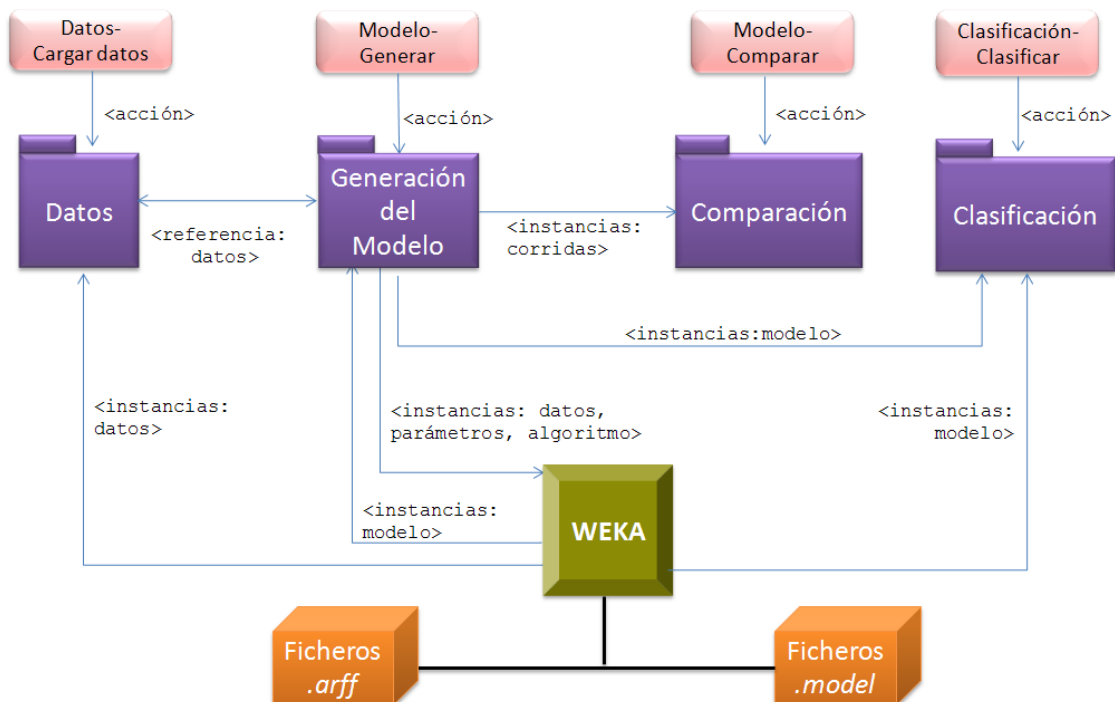 Datos-
Cargar datos
Modelo-
Generar
Modelo-
Comparar
Clasificación-
Clasificar
<acción>
<acción>
<acción>
<acción>
Datos
Generación
del
Modelo
Comparación
Clasificación
<referencia:
datos>
<instancias:
corridas>
<instancias:modelo>
<instancias:
datos>
<instancias: datos,
parámetros, algoritmo>
<instancias:
modelo>
<instancias:
modelo>
WEKA
Ficheros
.arff
Ficheros
.model